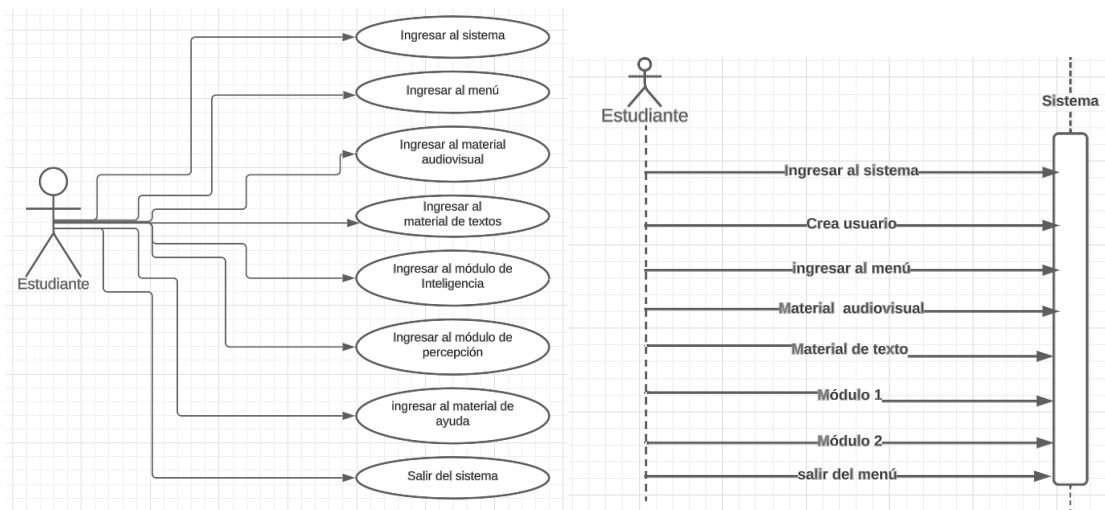 Ingresar al sistema
Ingresar al menú
Ingresar al material
audiovisual
Ingresar al
material de textos
Ingresar al módulo de
Inteligencia
Ingresar al módulo de
percepción
ingresar al material de
ayuda
Salir del sistema
Estudiante
Estudiante
Sistema
Ingresar al sistema
Crea usuario
ingresar al menú
Material audiovisual
Material de texto
Módulo 1
Módulo 2
salir del menú